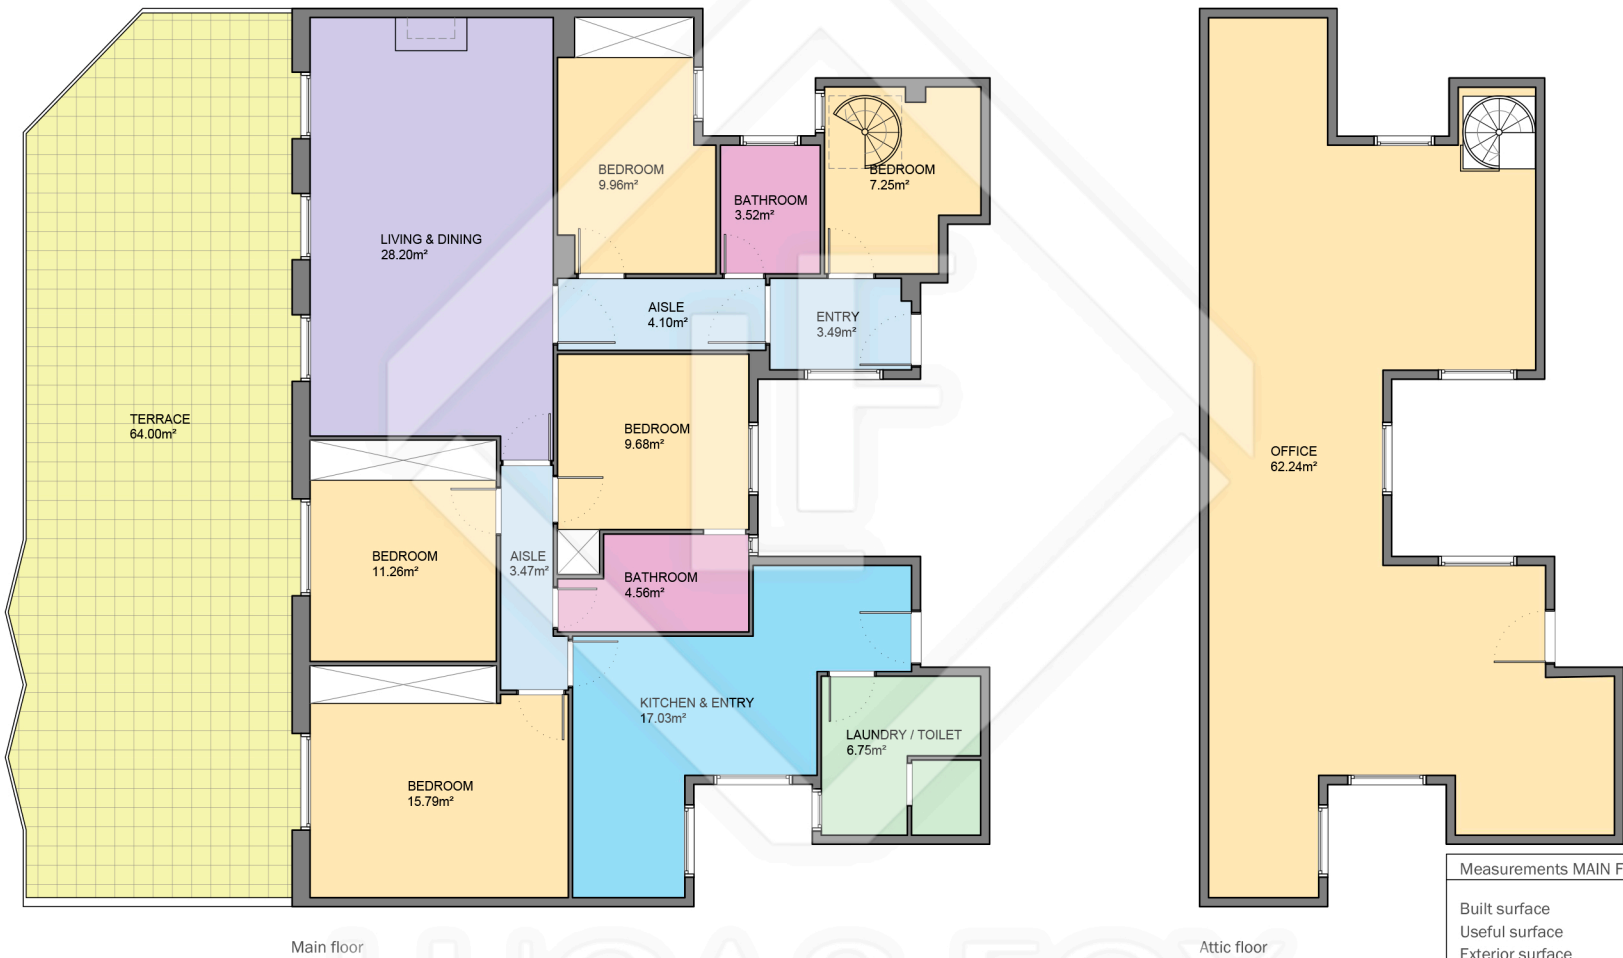 BEDROOM
9.96m²
BATHROOM
3.52m²
BEDROOM
7.25m²
LIVING & DINING
28.20m²
AISLE
4.10m²
ENTRY
3.49m²
TERRACE
64.00m²
BEDROOM
9.68m²
OFFICE
62.24m²
BEDROOM
11.26m²
AISLE
3.47m²
BATHROOM
4.56m²
KITCHEN & ENTRY
17.03m²
LAUNDRY / TOILET
6.75m²
BEDROOM
15.79m²
Measurements MAIN F
Built surface
Useful surface
Exterior surface
Main floor
Attic floor
LUCAS FOX